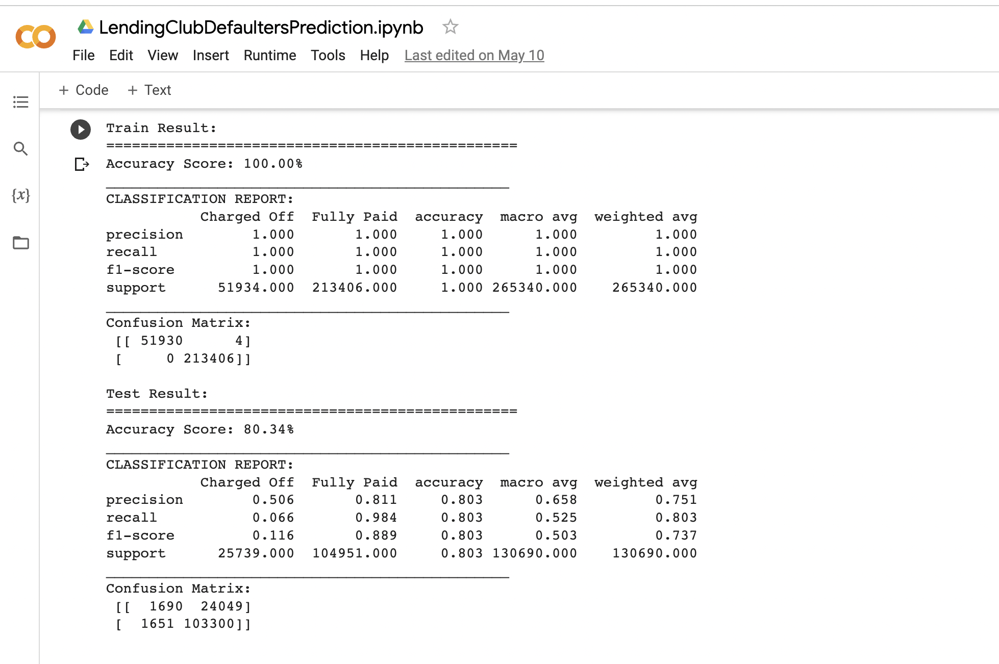 LendingClubDefaultersPrediction.ipynb
File Edit View Insert Runtime Tools Help Last edited on May 10
+ Code + Text
{x}
Train Result:
================================================
Accuracy Score: 100.00%
_______________________________________________
CLASSIFICATION REPORT:
           Charged Off  Fully Paid  accuracy  macro avg  weighted avg
precision        1.000       1.000     1.000      1.000         1.000
recall           1.000       1.000     1.000      1.000         1.000
f1-score         1.000       1.000     1.000      1.000         1.000
support      51934.000  213406.000     1.000 265340.000    265340.000
_______________________________________________
Confusion Matrix:
 [[ 51930      4]
 [     0 213406]]
Test Result:
================================================
Accuracy Score: 80.34%
_______________________________________________
CLASSIFICATION REPORT:
           Charged Off  Fully Paid  accuracy  macro avg  weighted avg
precision        0.506       0.811     0.803      0.658         0.751
recall           0.066       0.984     0.803      0.525         0.803
f1-score         0.116       0.889     0.803      0.503         0.737
support      25739.000  104951.000     0.803 130690.000    130690.000
_______________________________________________
Confusion Matrix:
 [[  1690  24049]
 [  1651 103300]]